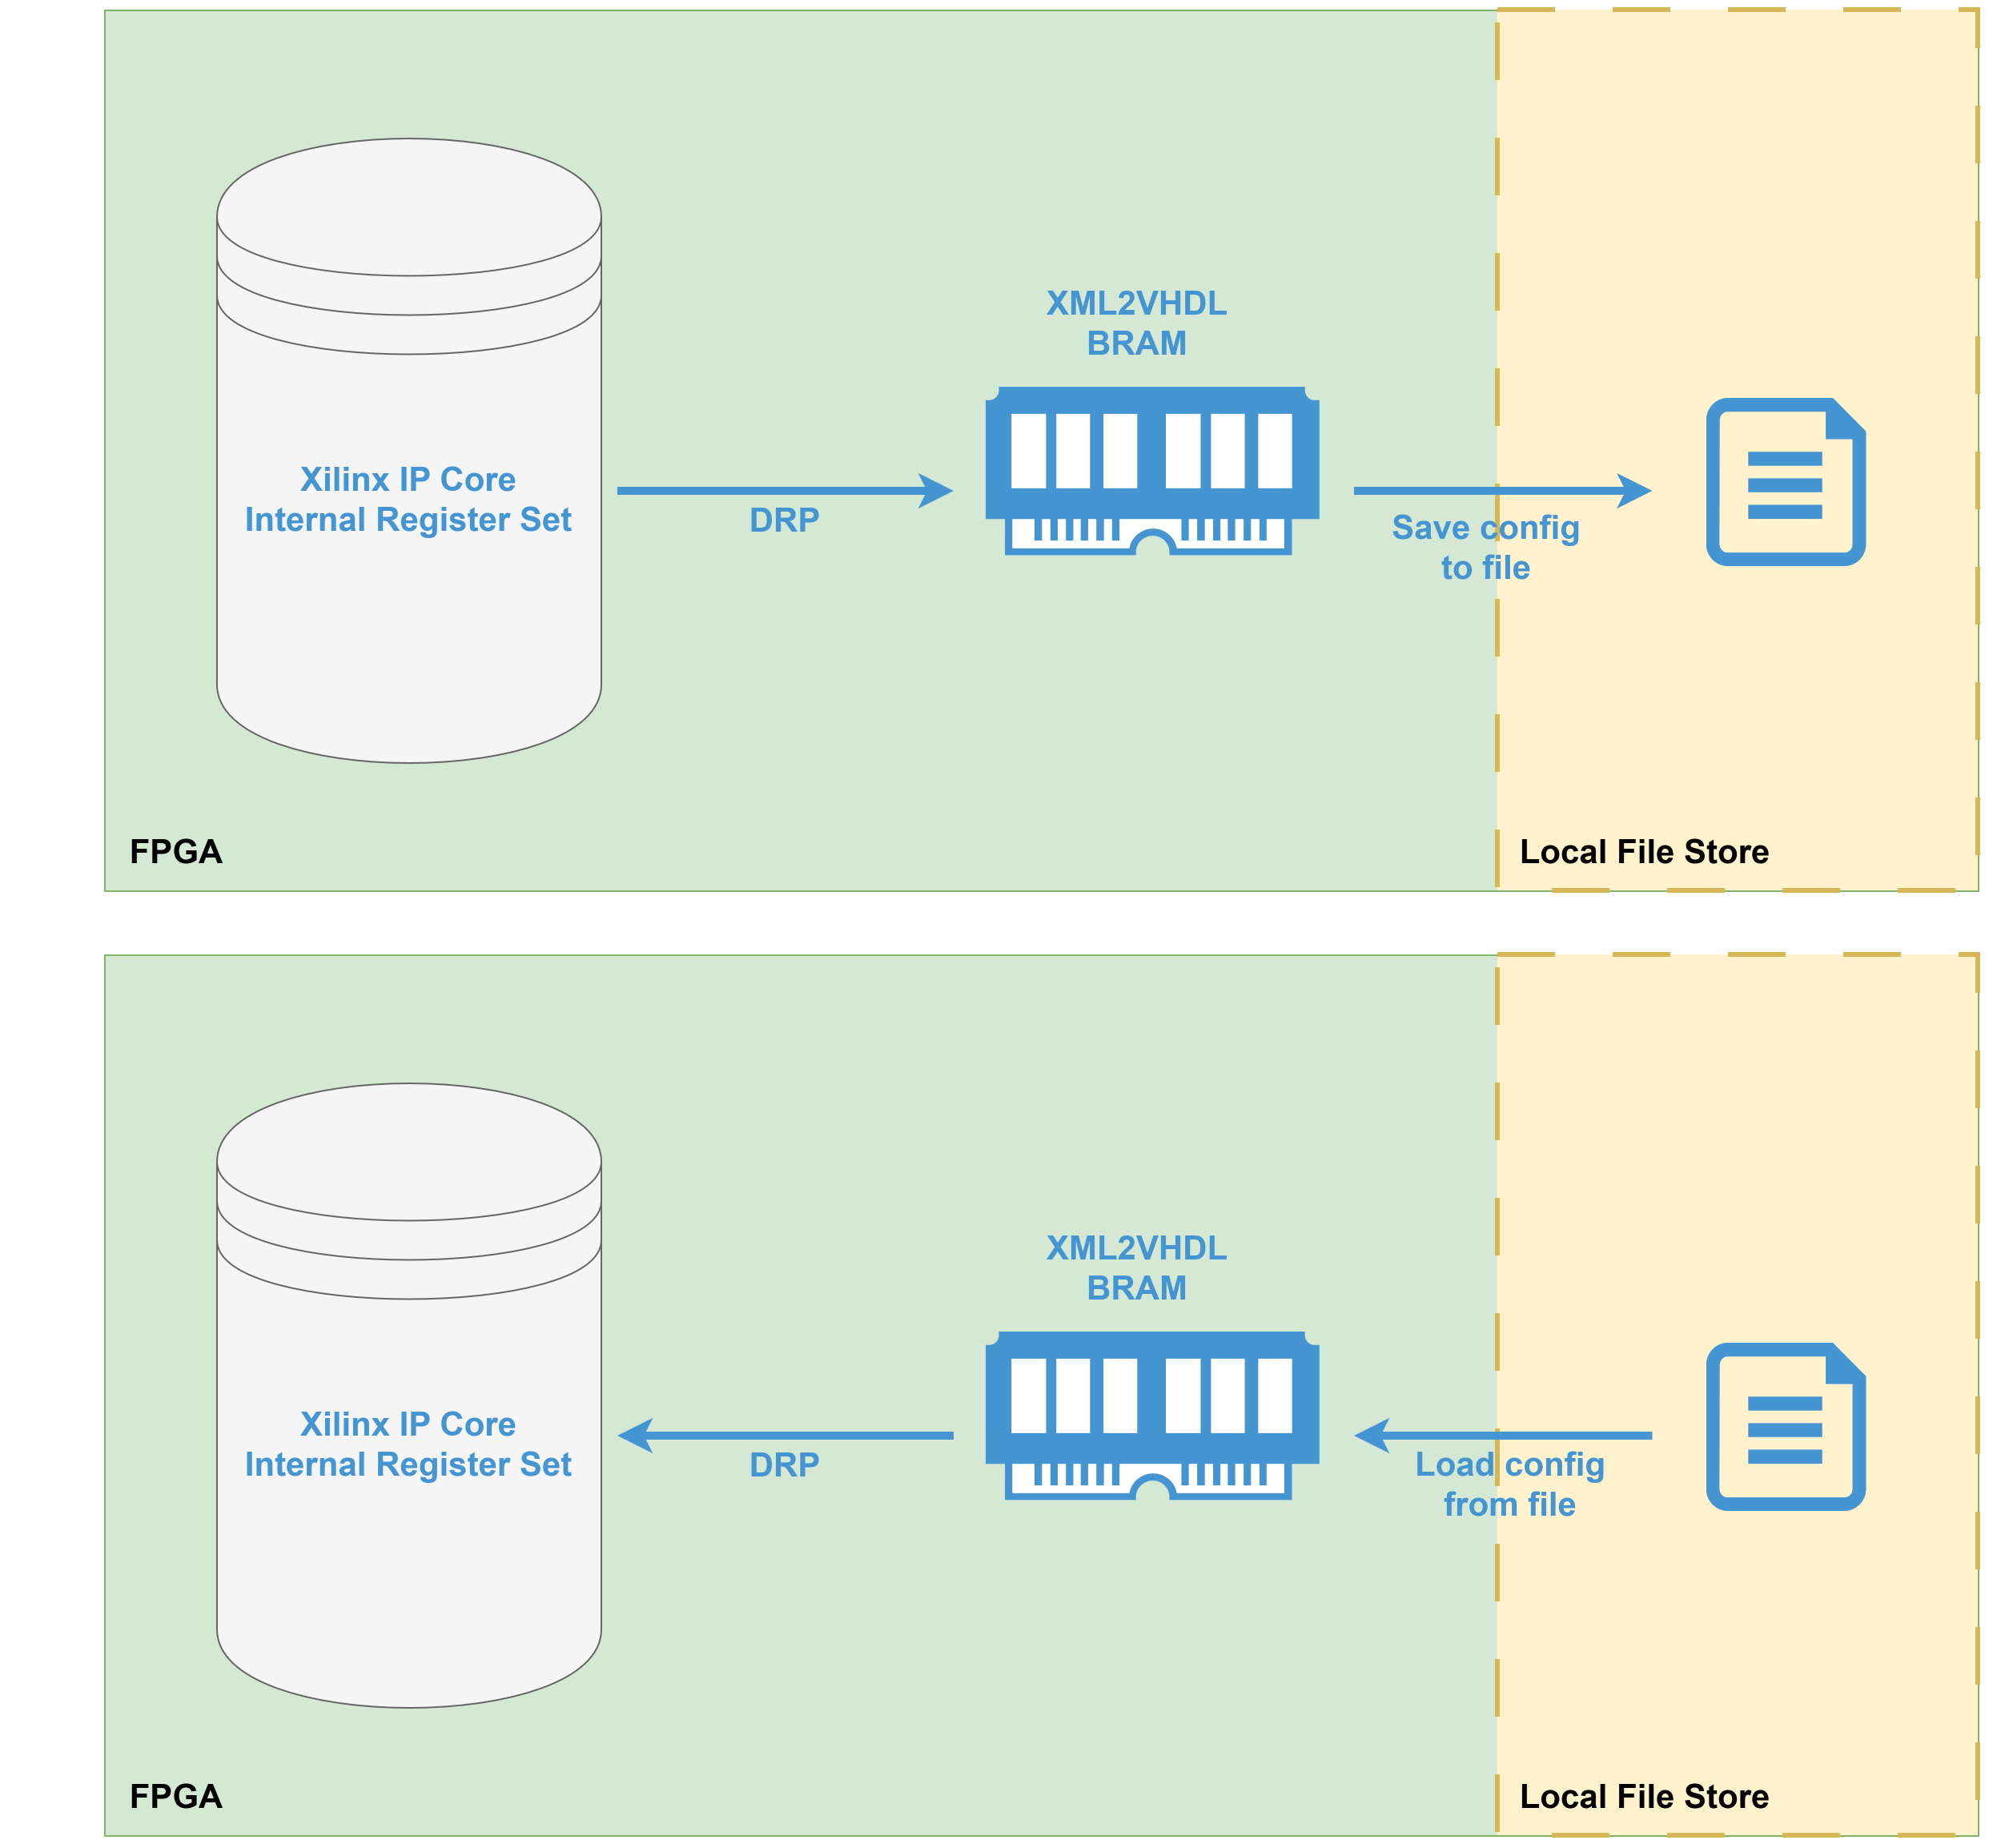 XML2VHDL
BRAM
Xilinx IP Core
Internal Register Set
DRP
Save config
to file
FPGA
Local File Store
XML2VHDL
BRAM
Xilinx IP Core
Internal Register Set
DRP
Load config
from file
FPGA
Local File Store